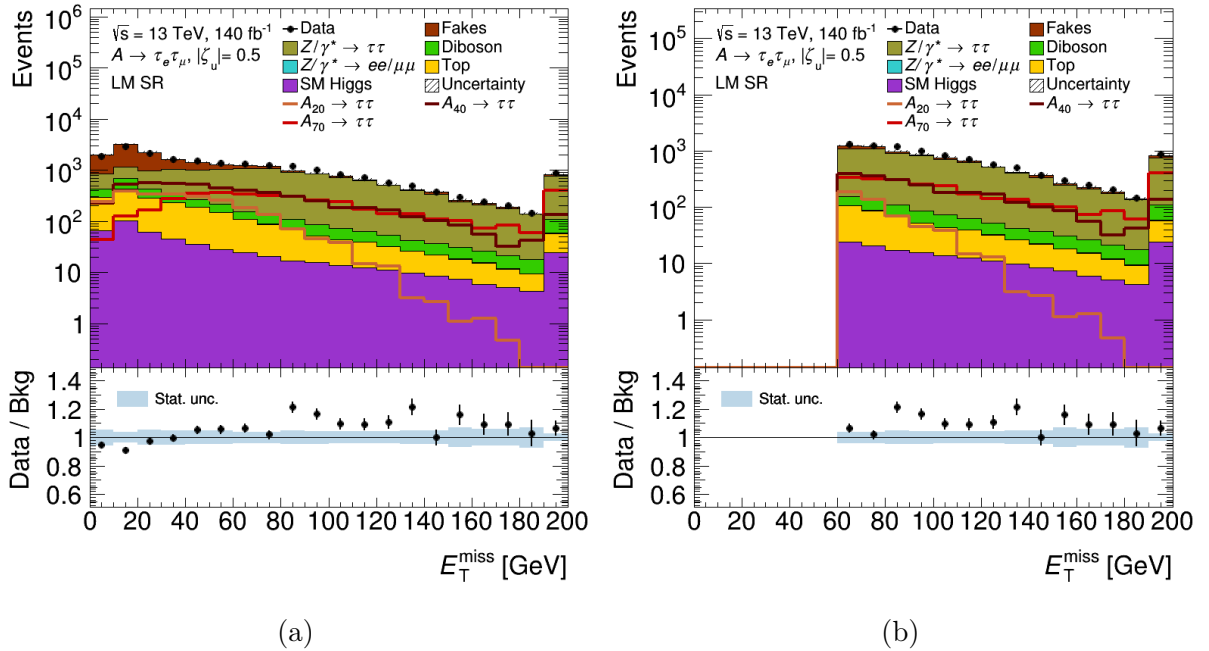 Events
10⁶
10⁵
10⁴
10³
10²
10
1
√s = 13 TeV, 140 fb⁻¹
A → τₑτ_μ, |ζ_u|= 0.5
LM SR
Data
Z/γ* → ττ
Z/γ* → ee/μμ
SM Higgs
A₂₀ → ττ
A₇₀ → ττ
Fakes
Diboson
Top
Uncertainty
A₄₀ → ττ
Data / Bkg
1.4
1.2
1
0.8
0.6
Stat. unc.
0 20 40 60 80 100 120 140 160 180 200
E_T^miss [GeV]
(a)
Events
10⁵
10⁴
10³
10²
10
1
√s = 13 TeV, 140 fb⁻¹
A → τₑτ_μ, |ζ_u|= 0.5
LM SR
Data
Z/γ* → ττ
Z/γ* → ee/μμ
SM Higgs
A₂₀ → ττ
A₇₀ → ττ
Fakes
Diboson
Top
Uncertainty
A₄₀ → ττ
Data / Bkg
1.4
1.2
1
0.8
0.6
Stat. unc.
0 20 40 60 80 100 120 140 160 180 200
E_T^miss [GeV]
(b)